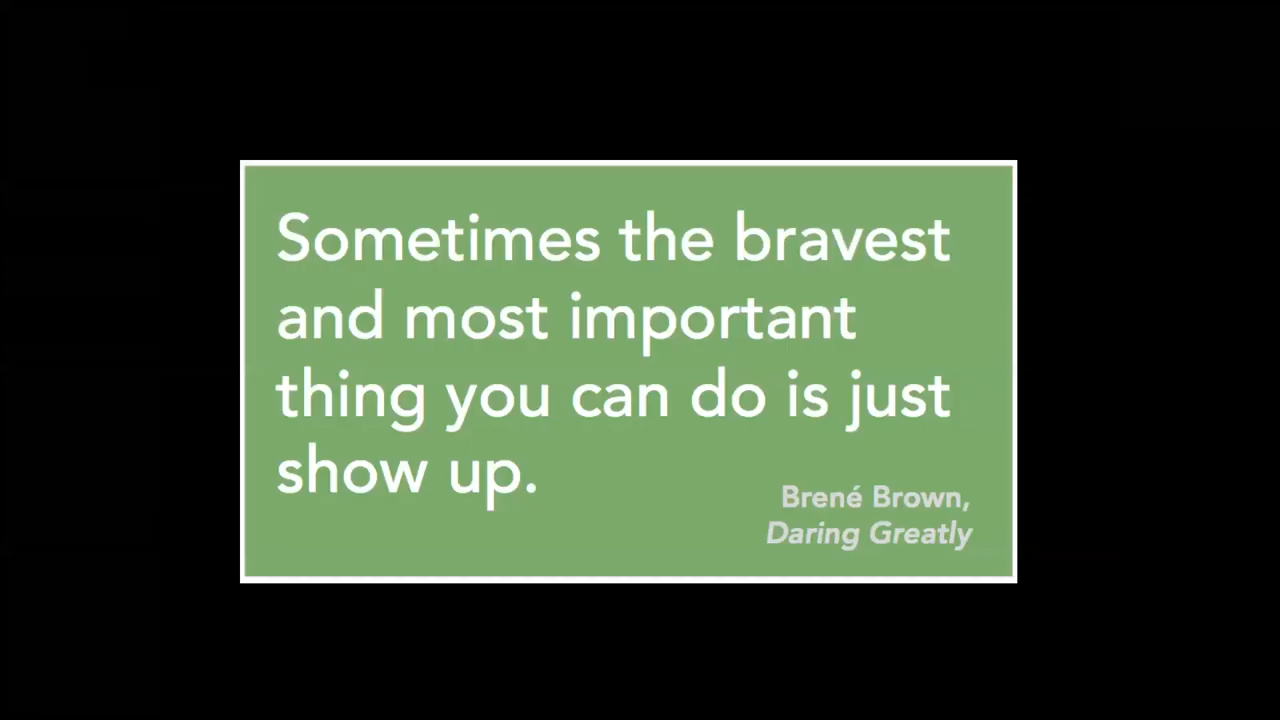 Sometimes the bravest
and most important
thing you can do is just
show up.
Brené Brown,
Daring Greatly